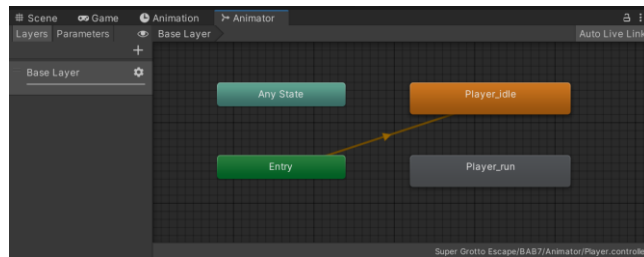 Scene Game Animation Animator
Layers Parameters Base Layer Auto Live Link
Base Layer
Any State Player_idle
Entry Player_run
Super Grotto Escape/BAB7/Animator/Player.controlle